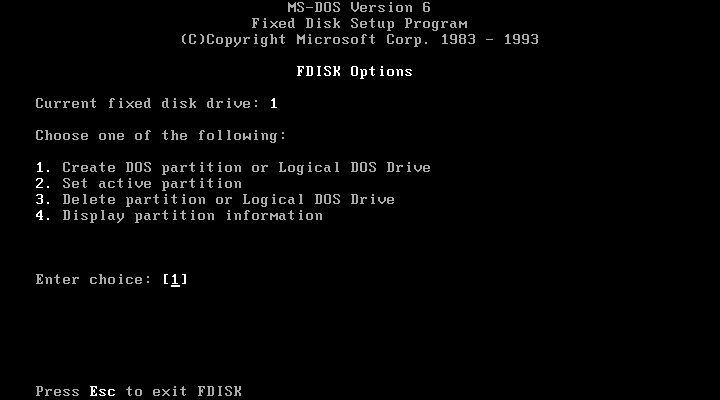 MS-DOS Version 6
Fixed Disk Setup Program
(C)Copyright Microsoft Corp. 1983 - 1993
FDISK Options
Current fixed disk drive: 1
Choose one of the following:
1. Create DOS partition or Logical DOS Drive
2. Set active partition
3. Delete partition or Logical DOS Drive
4. Display partition information
Enter choice: [1]
Press Esc to exit FDISK